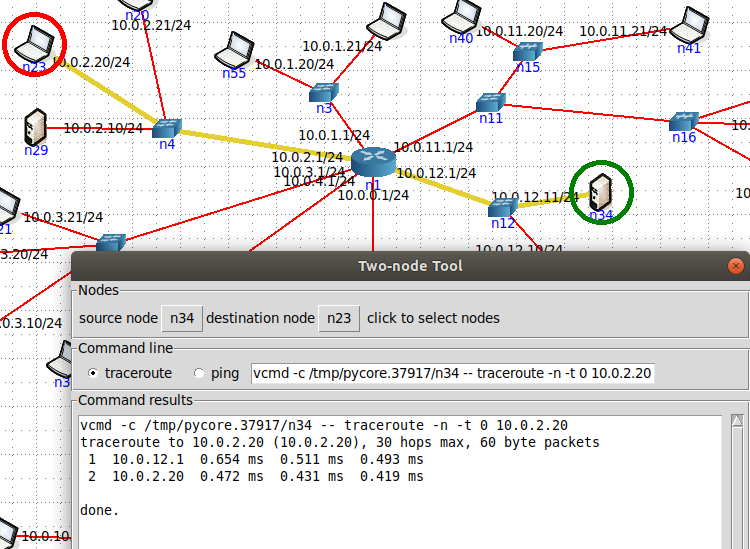 n20
10.0.2.21/24
n23
10.0.2.20/24
n55
10.0.1.20/24
10.0.1.21/24
n3
n40
10.0.11.20/24
10.0.11.21/24
n41
n15
n11
n16
n29
10.0.2.10/24
n4
10.0.1.1/24
10.0.11.1/24
10.0.2.1/24
10.0.3.1/24
10.0.4.1/24
n1
10.0.12.1/24
10.0.0.1/24
10.0.12.11/24
n34
n12
10.0.12.10/24
21
10.0.3.21/24
3.20/24
10.
10
.0.3.10/24
n3
10.0.10
Two-node Tool
Nodes
source node n34 destination node n23 click to select nodes
Command line
traceroute ping vcmd -c /tmp/pycore.37917/n34 -- traceroute -n -t 0 10.0.2.20
Command results
vcmd -c /tmp/pycore.37917/n34 -- traceroute -n -t 0 10.0.2.20
traceroute to 10.0.2.20 (10.0.2.20), 30 hops max, 60 byte packets
1 10.0.12.1 0.654 ms 0.511 ms 0.493 ms
2 10.0.2.20 0.472 ms 0.431 ms 0.419 ms
done.